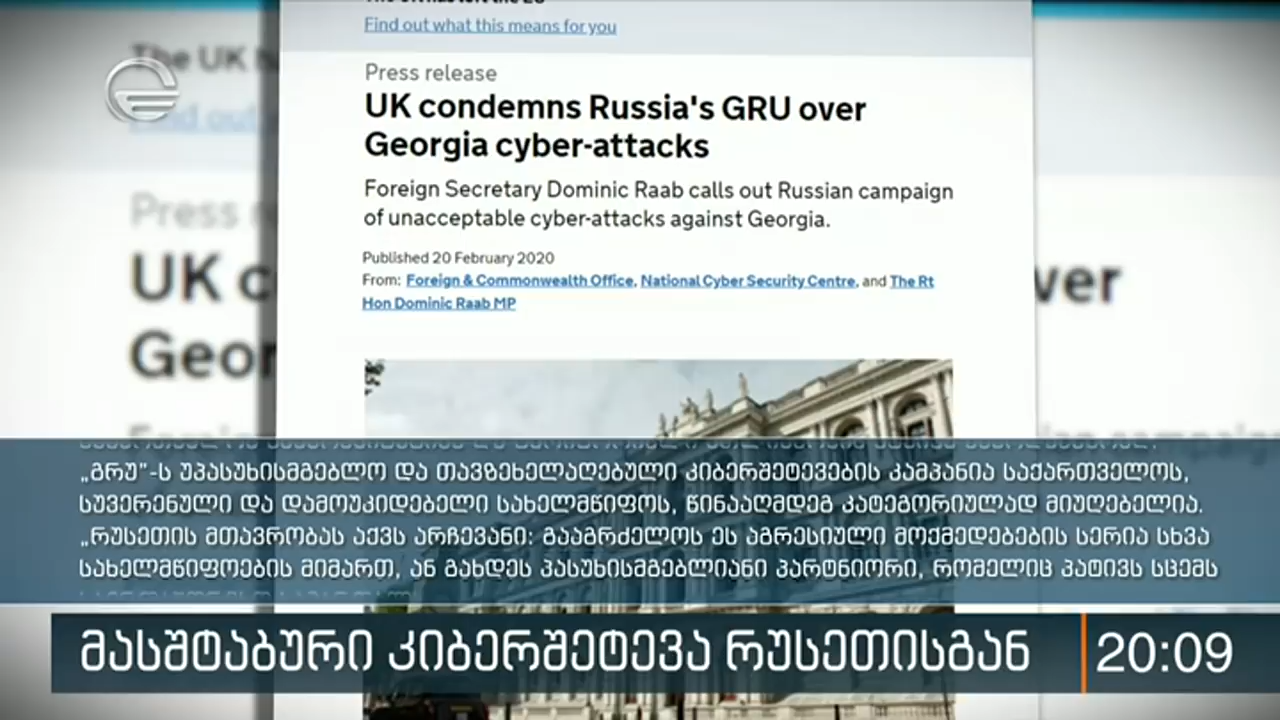 Find out what this means for you
Press release
UK condemns Russia's GRU over
Georgia cyber-attacks
Foreign Secretary Dominic Raab calls out Russian campaign
of unacceptable cyber-attacks against Georgia.
Published 20 February 2020
From: Foreign & Commonwealth Office, National Cyber Security Centre, and The Rt
Hon Dominic Raab MP
„გრუ"-ს უპასუხისმგებლო და თავზეხელაღებული კიბერშეტევების კამპანია საქართველოს,
სუვერენული და დამოუკიდებელი სახელმწიფოს, წინააღმდეგ კატეგორიულად მიუღებელია.
„რუსეთის მთავრობას აქვს არჩევანი: გააგრძელოს ეს აგრესიული მოქმედებების სერია სხვა
სახელმწიფოების მიმართ, ან გახდეს პასუხისმგებლიანი პარტნიორი, რომელიც პატივს სცემს
მასშტაბური კიბერშეტევა რუსეთისგან
20:09